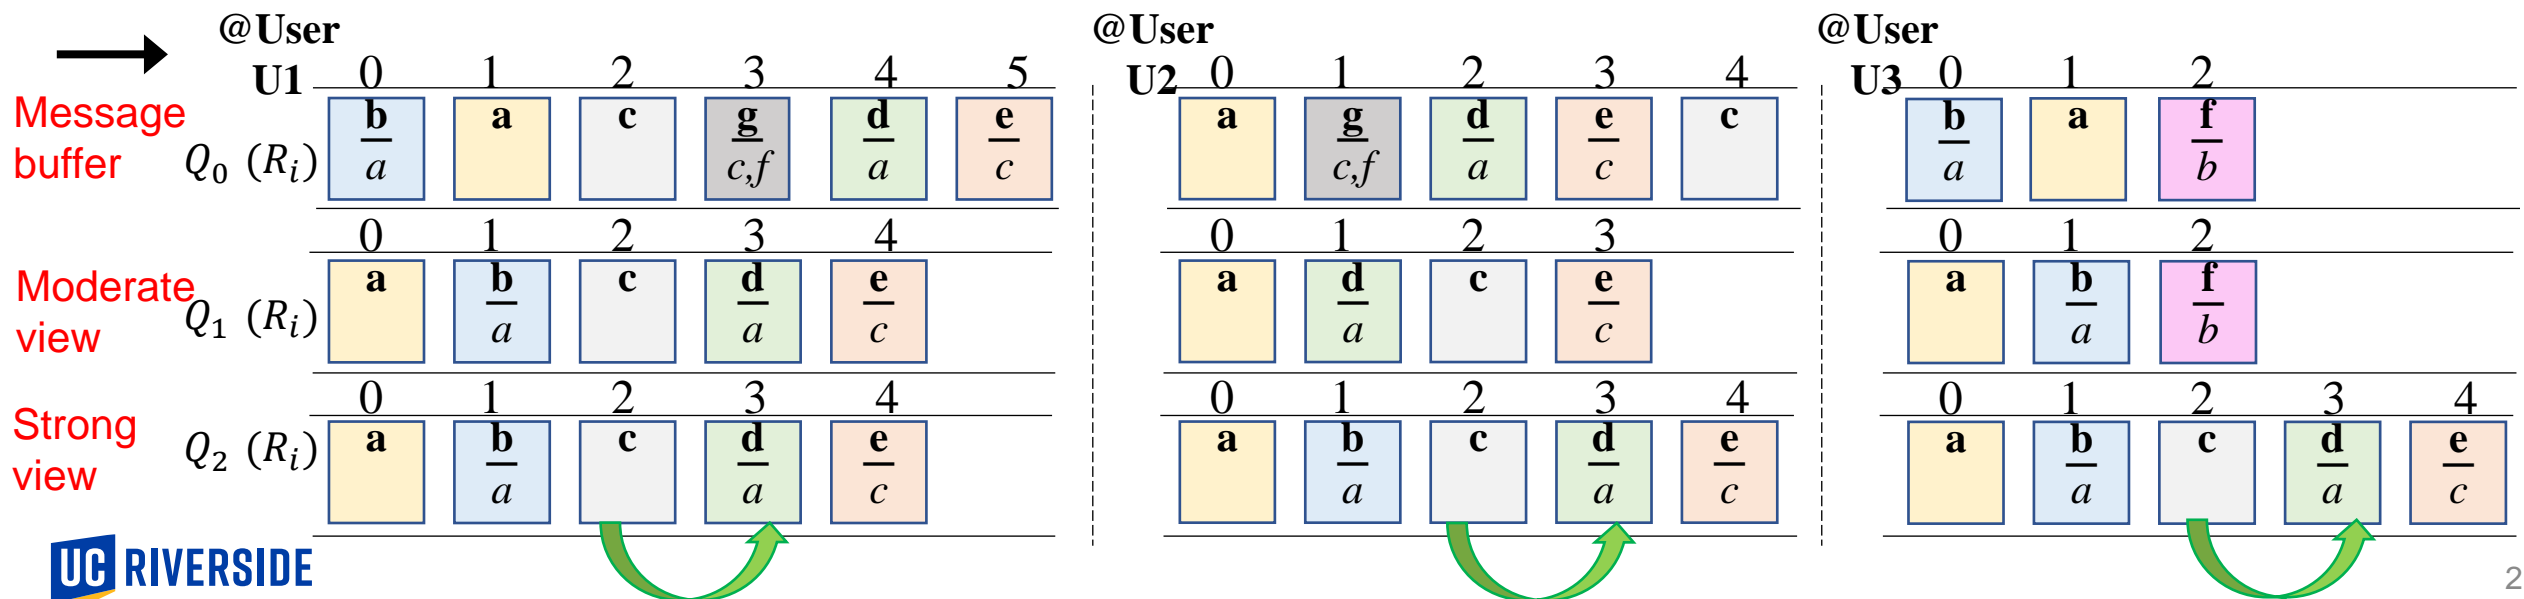 @User @User @User
U1 0 1 2 3 4 5 U2 0 1 2 3 4 U3 0 1 2
Message buffer
Q₀ (Rᵢ) b a c g d e a g d e c b a f
a c,f a c c,f a c a b
0 1 2 3 4 0 1 2 3 0 1 2
Moderate view
Q₁ (Rᵢ) a b c d e a d c e a b f
a a c a c a b
0 1 2 3 4 0 1 2 3 4 0 1 2 3 4
Strong view
Q₂ (Rᵢ) a b c d e a b c d e a b c d e
a a c a a c a a c
UC RIVERSIDE
2